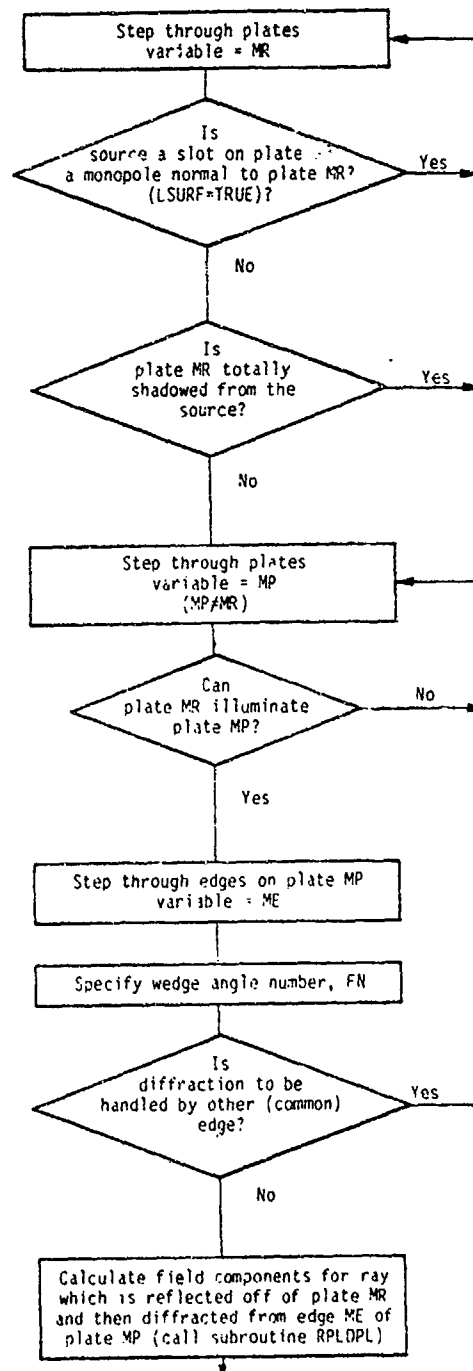 Step through plates
variable = MR
Is
source a slot on plate
a monopole normal to plate MR?
(LSURF=TRUE)?
Yes
No
Is
plate MR totally
shadowed from the
source?
Yes
No
Step through plates
variable = MP
(MP≠MR)
Can
plate MR illuminate
plate MP?
No
Yes
Step through edges on plate MP
variable = ME
Specify wedge angle number, FN
Is
diffraction to be
handled by other (common)
edge?
Yes
No
Calculate field components for ray
which is reflected off of plate MR
and then diffracted from edge ME of
plate MP (call subroutine RPLDPL)